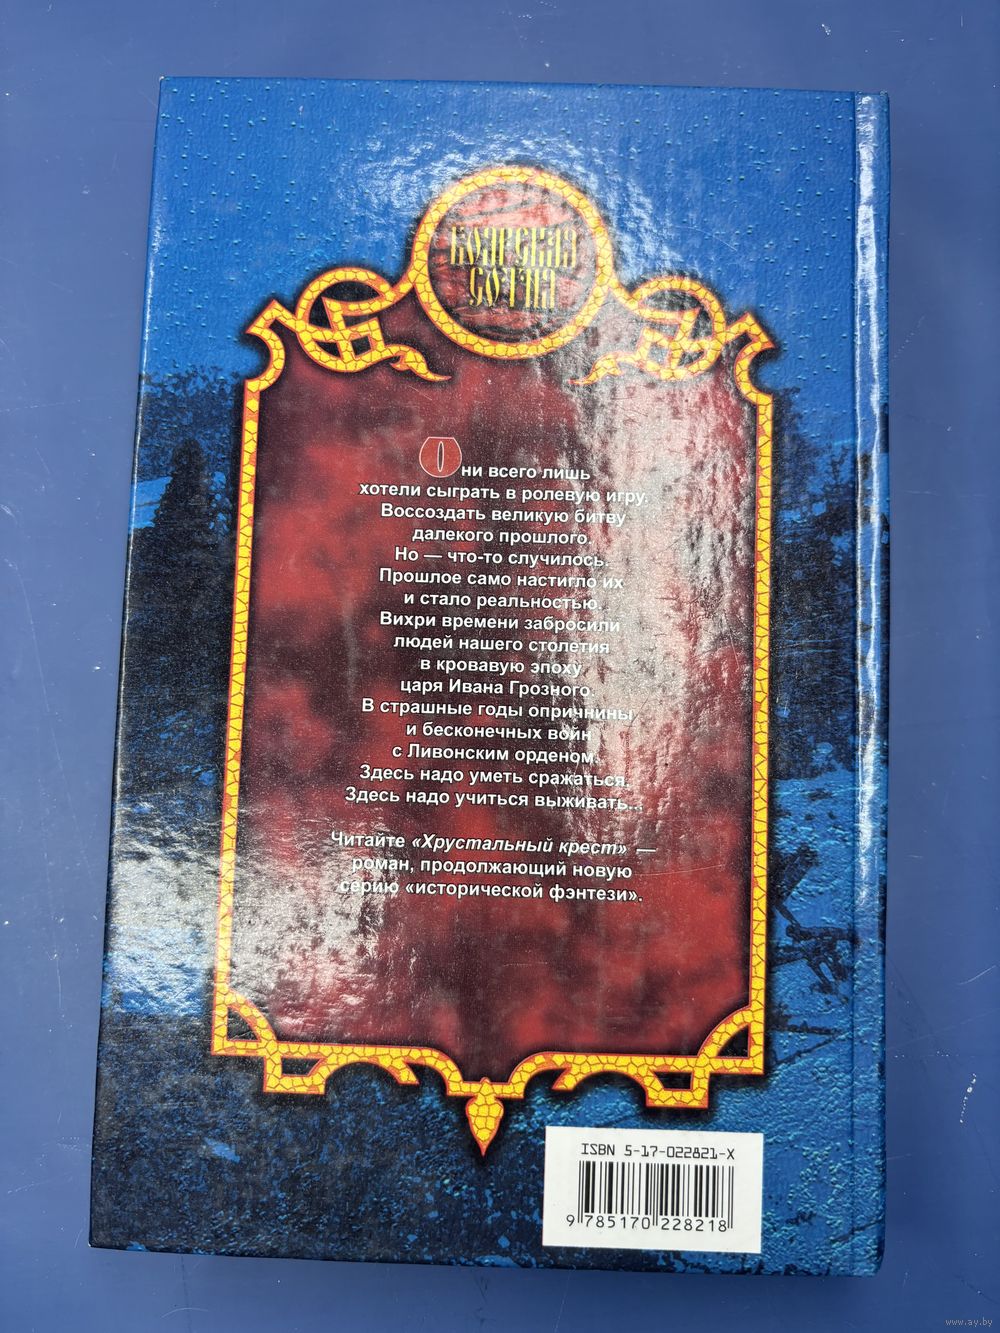 БОЯРСКАЯ
СОТНЯ
Они всего лишь
хотели сыграть в ролевую игру.
Воссоздать великую битву
далекого прошлого.
Но — что-то случилось.
Прошлое само настигло их
и стало реальностью.
Вихри времени забросили
людей нашего столетия
в кровавую эпоху
царя Ивана Грозного.
В страшные годы опричнины
и бесконечных войн
с Ливонским орденом.
Здесь надо уметь сражаться.
Здесь надо учиться выживать...
Читайте «Хрустальный крест» —
роман, продолжающий новую
серию «исторической фэнтези».
ISBN 5-17-022821-X
9 785170 228218
www.ay.by